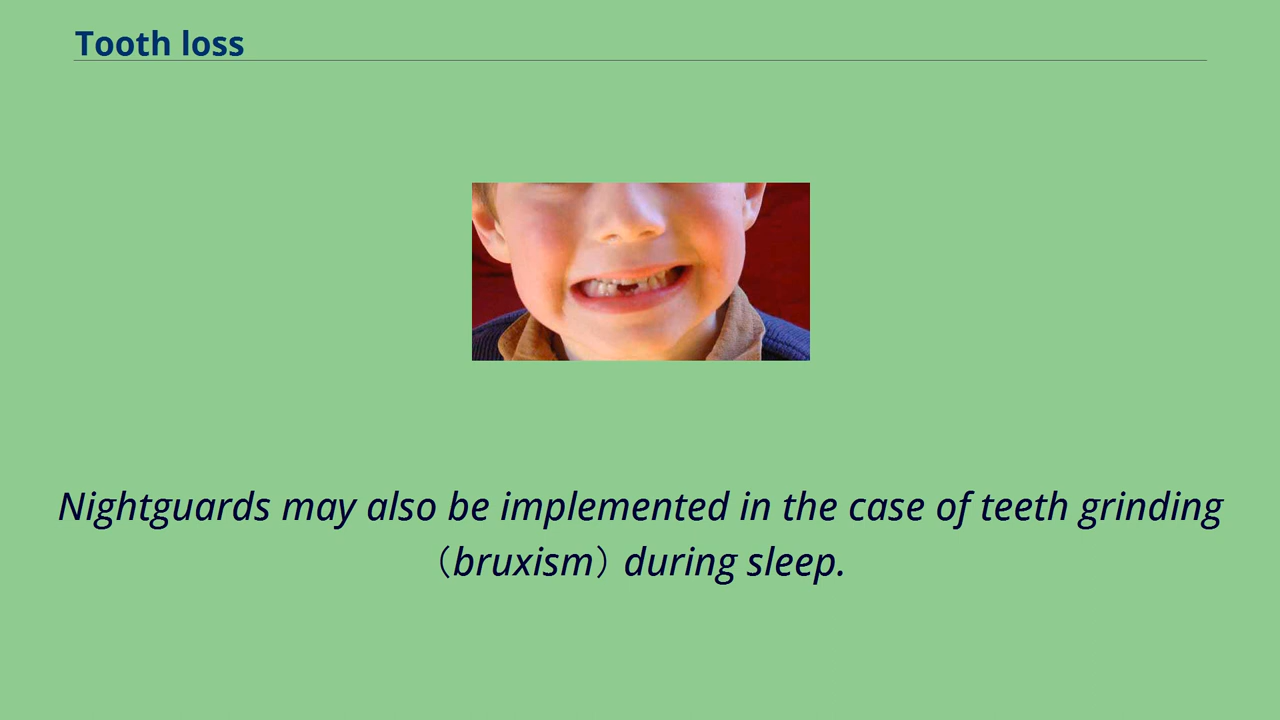 Tooth loss
Nightguards may also be implemented in the case of teeth grinding
（bruxism）during sleep.